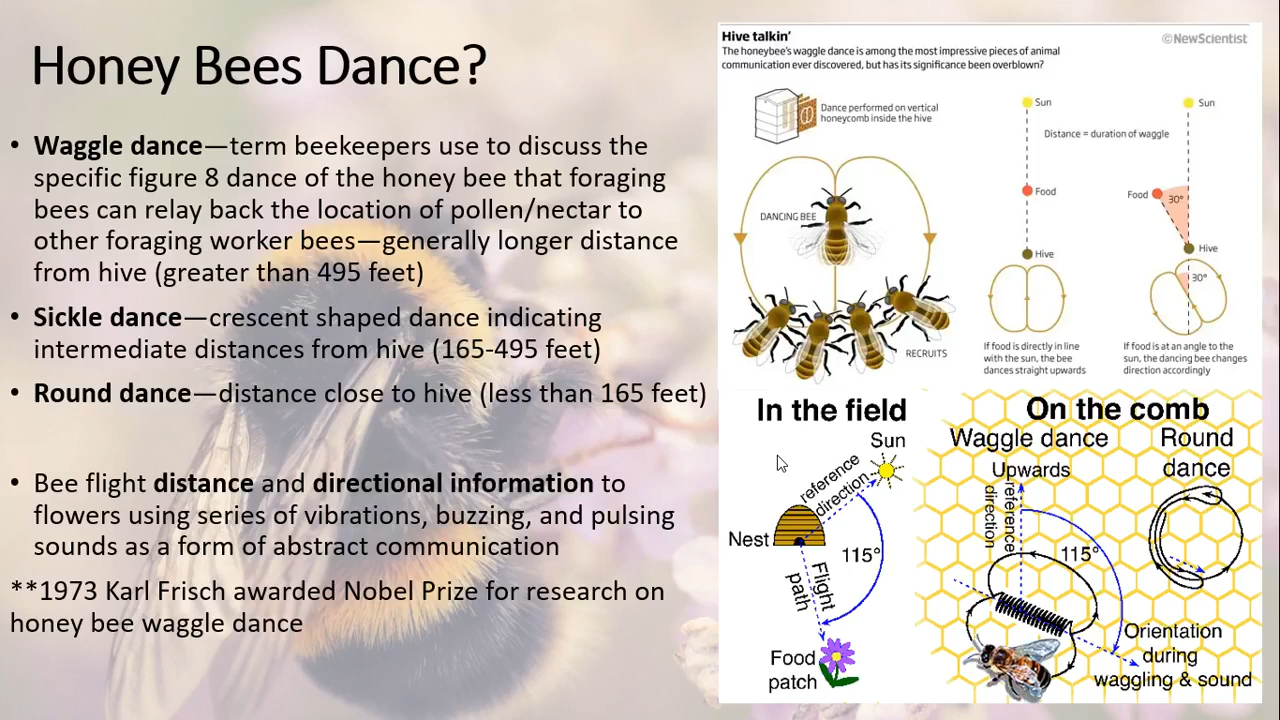 Honey Bees Dance?
• Waggle dance—term beekeepers use to discuss the
specific figure 8 dance of the honey bee that foraging
bees can relay back the location of pollen/nectar to
other foraging worker bees—generally longer distance
from hive (greater than 495 feet)
• Sickle dance—crescent shaped dance indicating
intermediate distances from hive (165-495 feet)
• Round dance—distance close to hive (less than 165 feet)
• Bee flight distance and directional information to
flowers using series of vibrations, buzzing, and pulsing
sounds as a form of abstract communication
**1973 Karl Frisch awarded Nobel Prize for research on
honey bee waggle dance
Hive talkin'
©NewScientist
The honeybee's waggle dance is among the most impressive pieces of animal
communication ever discovered, but has its significance been overblown?
Dance performed on vertical
honeycomb inside the hive
DANCING BEE
RECRUITS
Sun
Sun
Distance = duration of waggle
Food
Food
30°
Hive
Hive
30°
If food is directly in line
with the sun, the bee
dances straight upwards
If food is at an angle to the
sun, the dancing bee changes
direction accordingly
In the field
Sun
reference
direction
Nest
115°
Flight
path
Food
patch
On the comb
Waggle dance
Round
dance
Upwards
reference
direction
115°
Orientation
during
waggling & sound